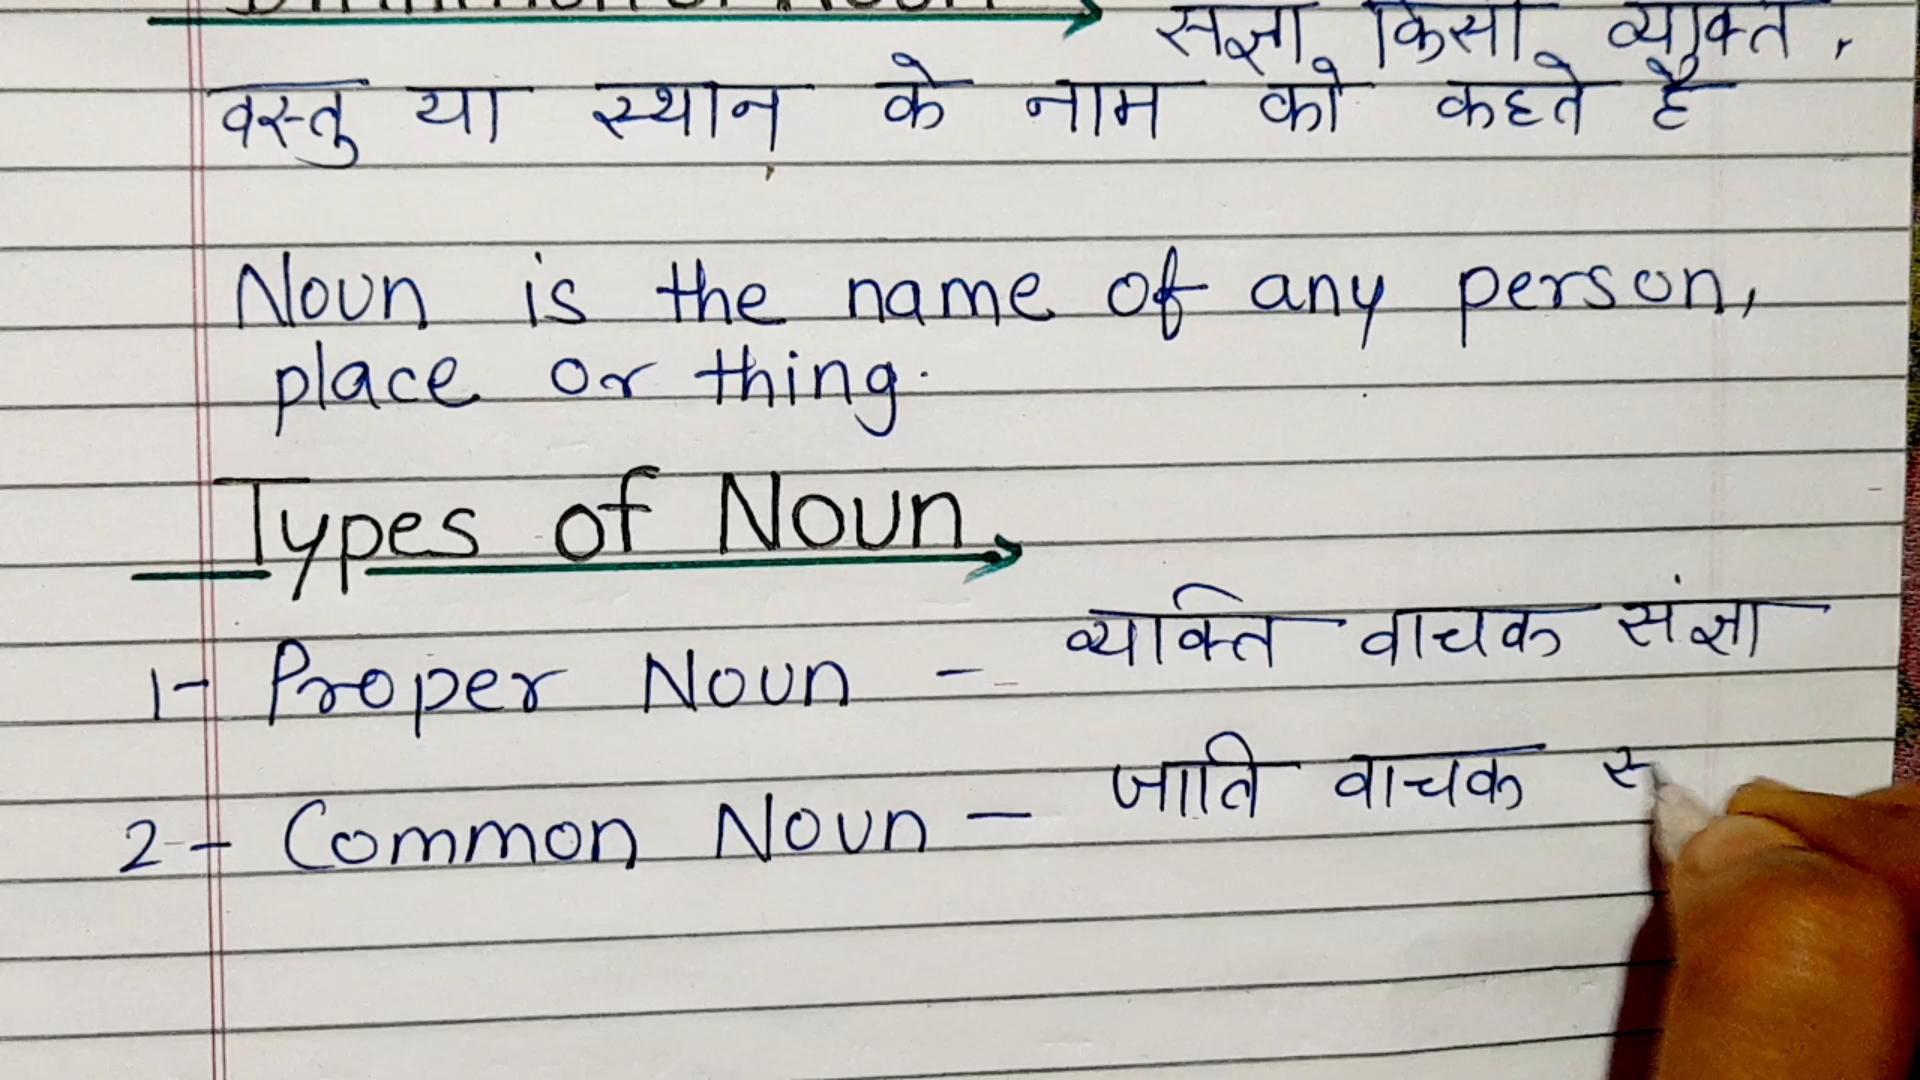 संज्ञा किसी व्यक्ति,
वस्तु या स्थान के नाम को कहते है
Noun is the name of any person,
place or thing.
Types of Noun
1- Proper Noun - व्यक्ति वाचक संज्ञा
2- Common Noun - जाति वाचक